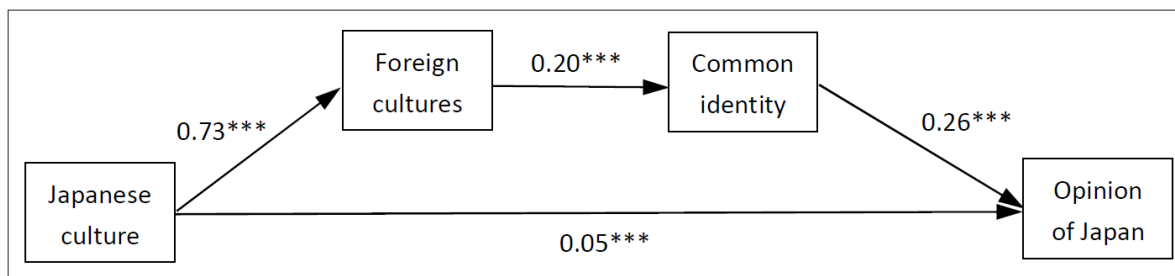 Foreign
cultures
0.20***
Common
identity
0.73***
0.26***
Japanese
culture
0.05***
Opinion
of Japan